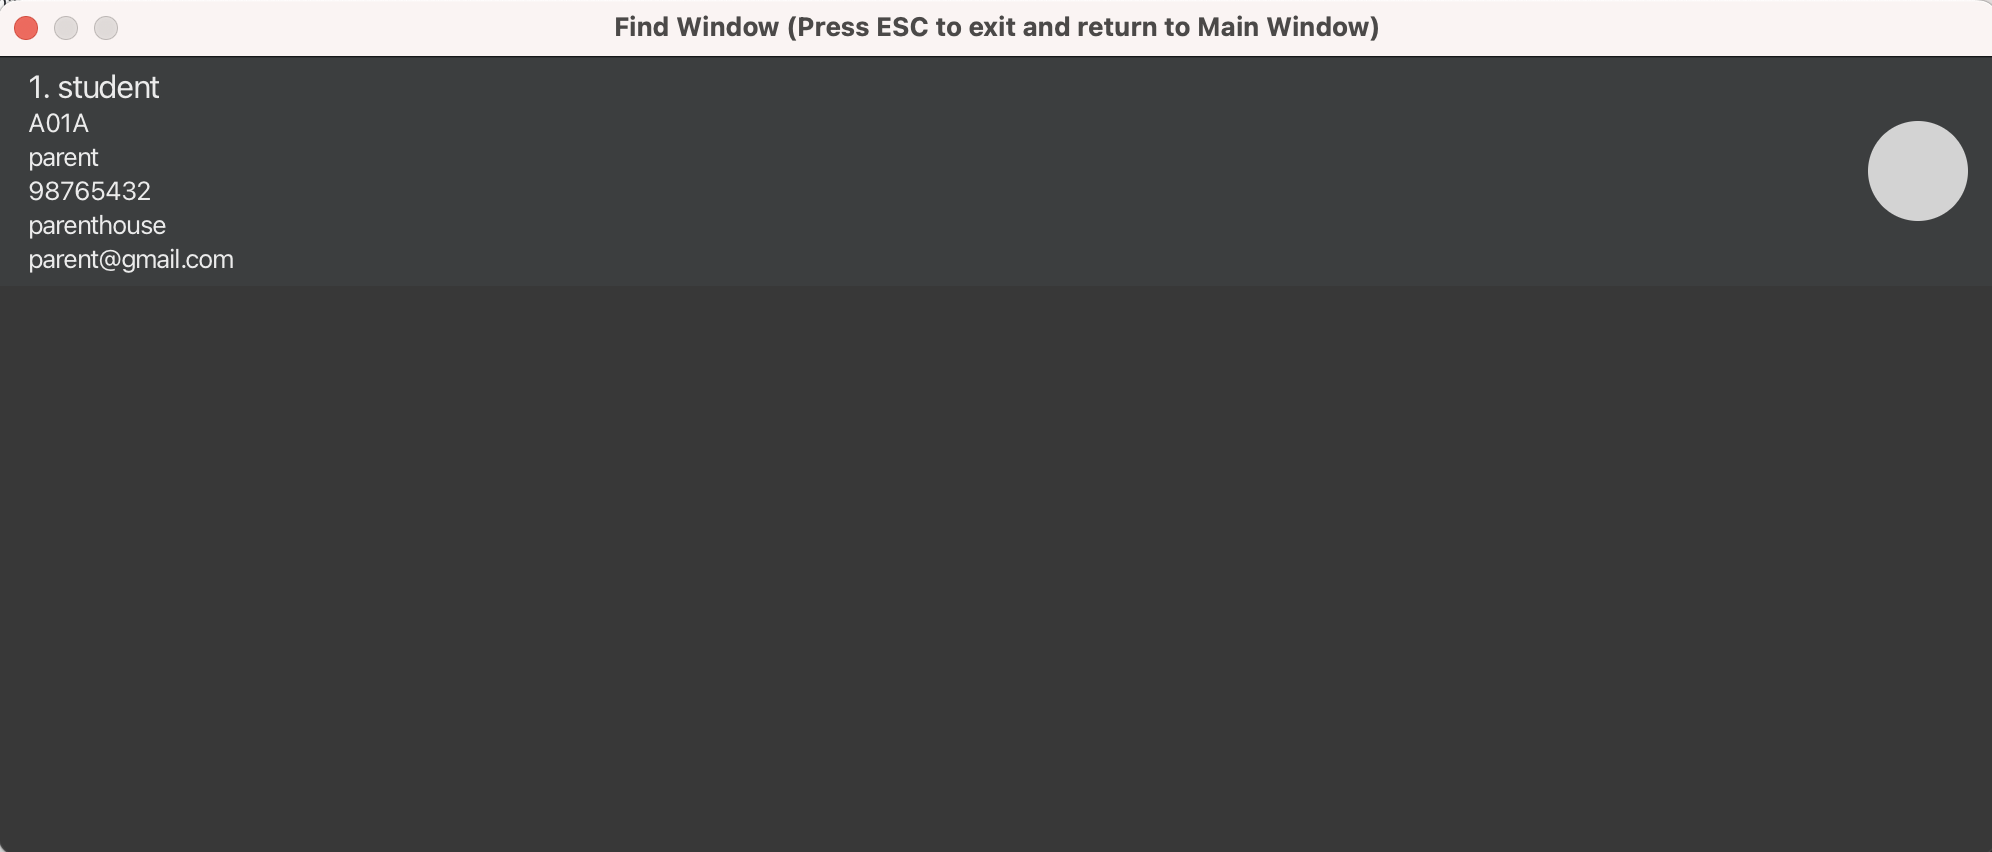 Find Window (Press ESC to exit and return to Main Window)
1. student
A01A
parent
98765432
parenthouse
parent@gmail.com